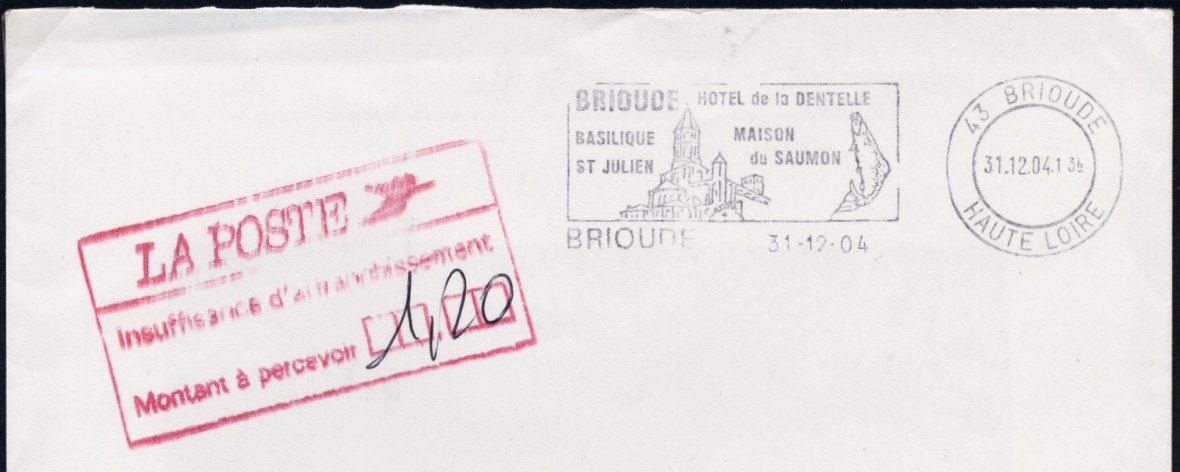 BRIOUDE HOTEL de la DENTELLE
BASILIQUE
ST JULIEN
MAISON
du SAUMON
BRIOUDE 31-12-04
43 BRIOUDE
31.12.04.13h
HAUTE LOIRE
LA POSTE
Insuffisance d'affranchissement
Montant à percevoir 1,20